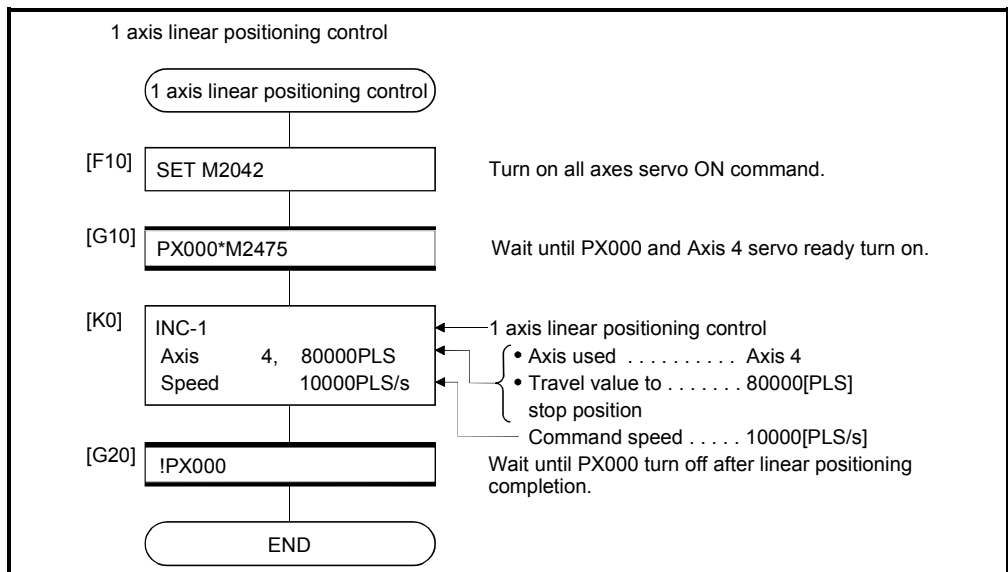 1 axis linear positioning control
1 axis linear positioning control
[F10] SET M2042 Turn on all axes servo ON command.
[G10] PX000*M2475 Wait until PX000 and Axis 4 servo ready turn on.
[K0] INC-1 1 axis linear positioning control
Axis 4, 80000PLS • Axis used . . . . . . . . . . Axis 4
Speed 10000PLS/s • Travel value to . . . . . . . 80000[PLS]
stop position
Command speed . . . . . 10000[PLS/s]
[G20] !PX000 Wait until PX000 turn off after linear positioning
completion.
END